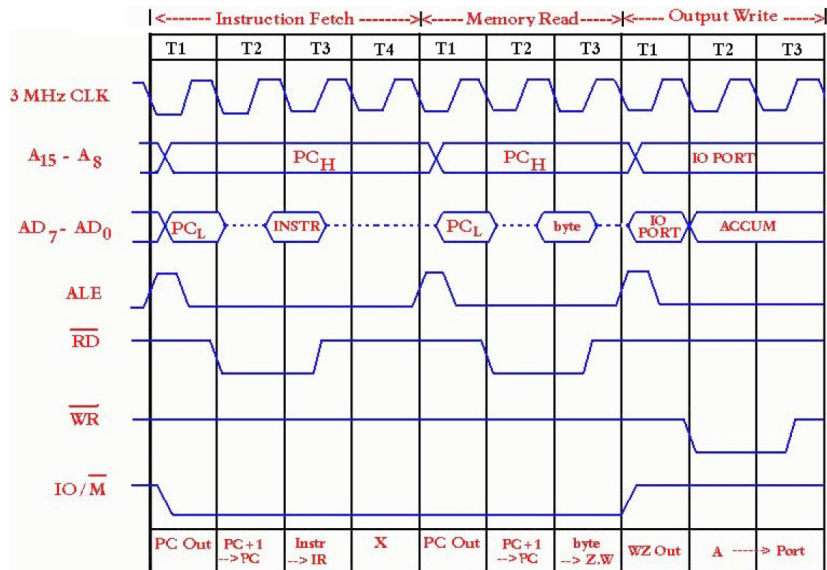 <------- Instruction Fetch -------> <----- Memory Read -----> <---- Output Write ---->
T1 T2 T3 T4 T1 T2 T3 T1 T2 T3
3 MHz CLK
A15 - A8 PCH PCH IO PORT
AD7 - AD0 PCL INSTR PCL byte IO PORT ACCUM
ALE
RD
WR
IO/M
PC Out PC+1 -->PC Instr -->IR X PC Out PC+1 -->PC byte -->Z.W WZ Out A ----> Port